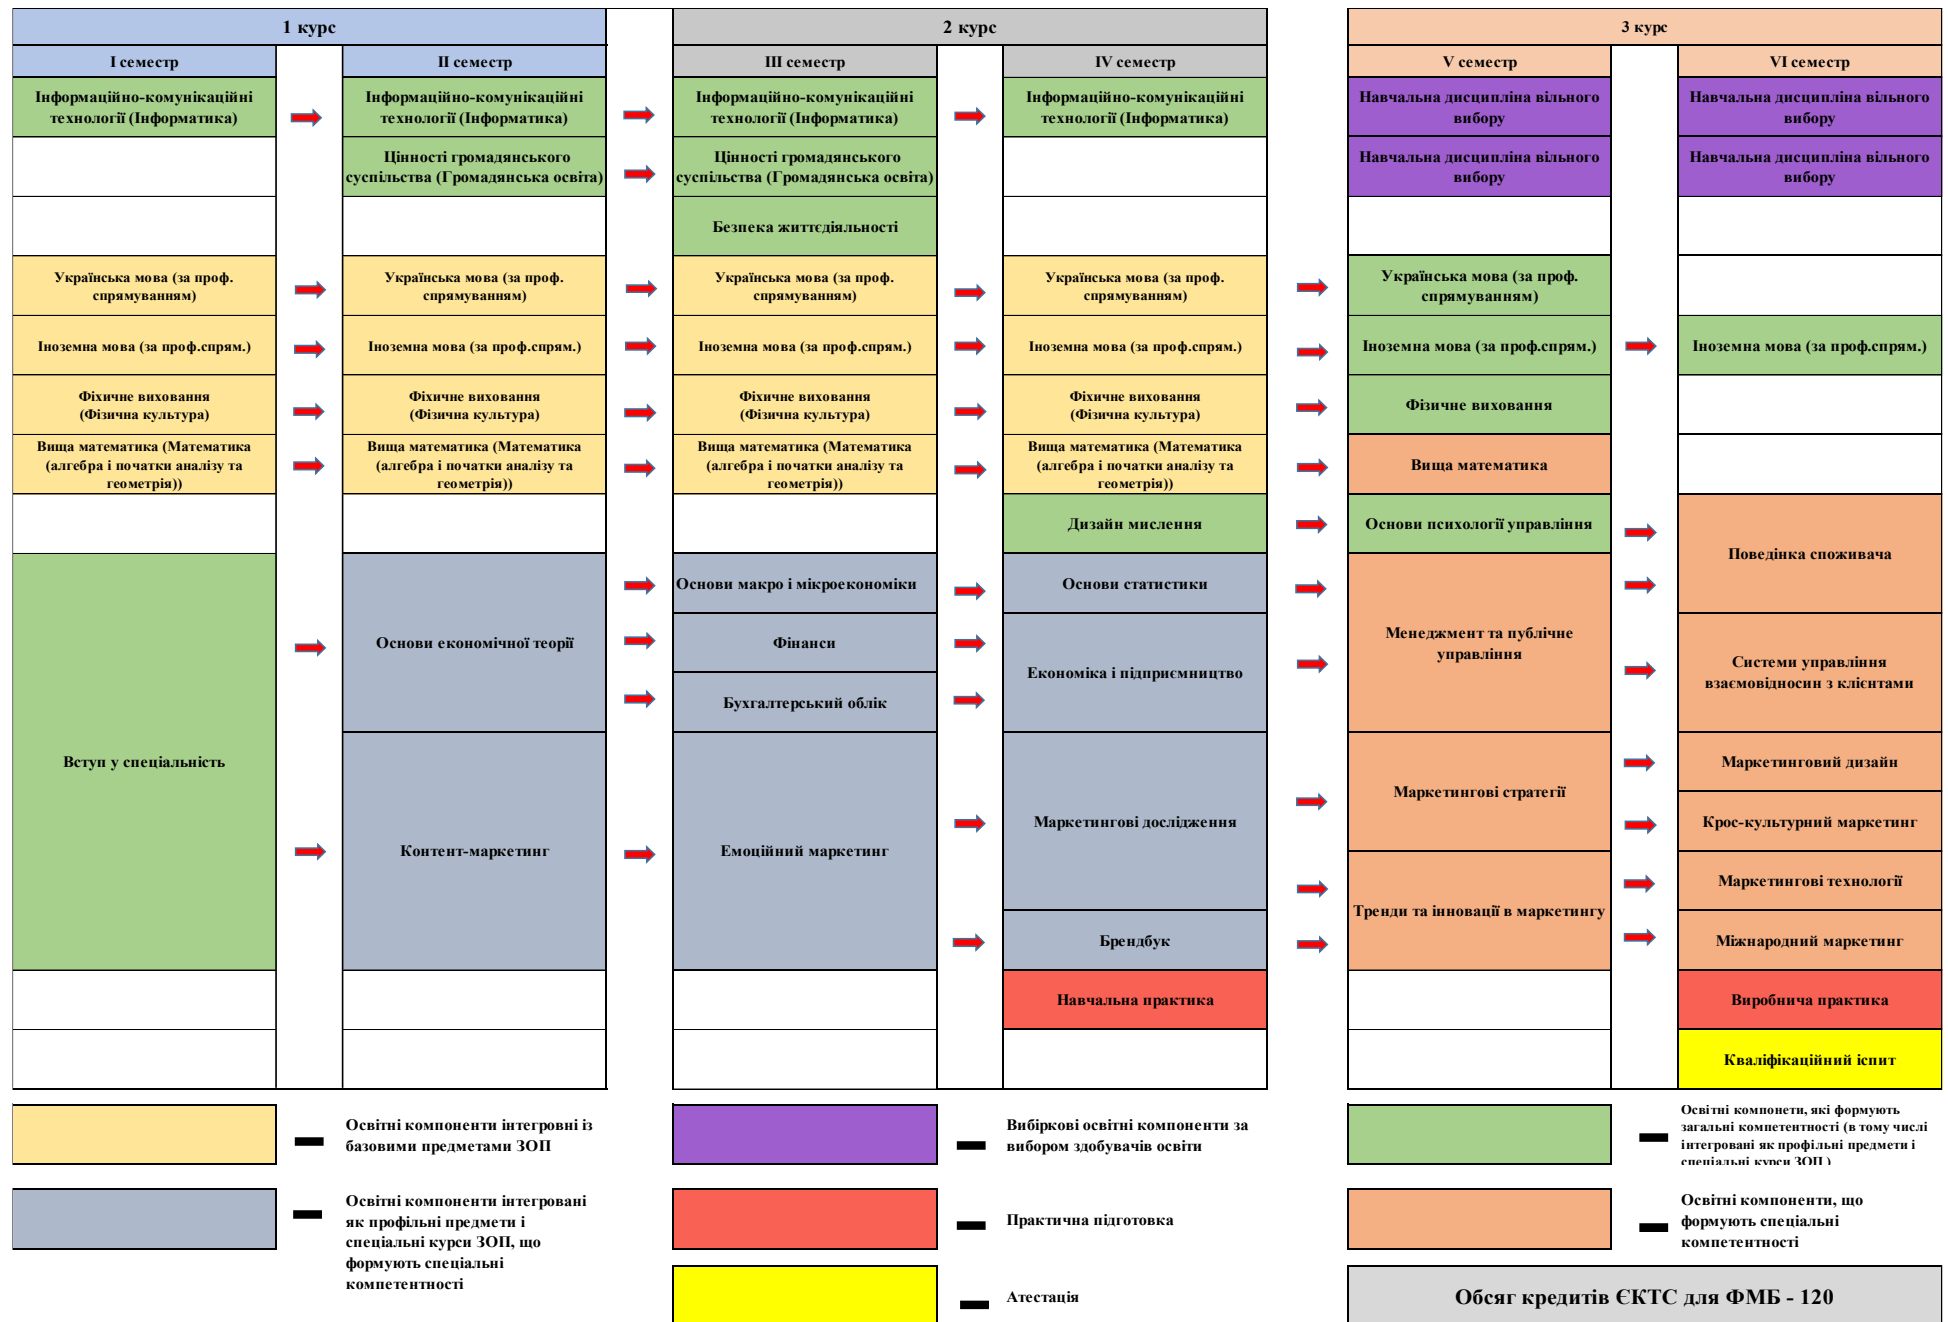 1 курс
2 курс
3 курс
I семестр
II семестр
III семестр
IV семестр
V семестр
VI семестр
Інформаційно-комунікаційні
технології (Інформатика)
Інформаційно-комунікаційні
технології (Інформатика)
Інформаційно-комунікаційні
технології (Інформатика)
Інформаційно-комунікаційні
технології (Інформатика)
Навчальна дисципліна вільного
вибору
Навчальна дисципліна вільного
вибору
Цінності громадянського
суспільства (Громадянська освіта)
Цінності громадянського
суспільства (Громадянська освіта)
Навчальна дисципліна вільного
вибору
Навчальна дисципліна вільного
вибору
Безпека життєдіяльності
Українська мова (за проф.
спрямуванням)
Українська мова (за проф.
спрямуванням)
Українська мова (за проф.
спрямуванням)
Українська мова (за проф.
спрямуванням)
Українська мова (за проф.
спрямуванням)
Іноземна мова (за проф.спрям.)
Іноземна мова (за проф.спрям.)
Іноземна мова (за проф.спрям.)
Іноземна мова (за проф.спрям.)
Іноземна мова (за проф.спрям.)
Іноземна мова (за проф.спрям.)
Фіхичне виховання
(Фізична культура)
Фіхичне виховання
(Фізична культура)
Фіхичне виховання
(Фізична культура)
Фіхичне виховання
(Фізична культура)
Фізичне виховання
Вища математика (Математика
(алгебра і початки аналізу та
геометрія))
Вища математика (Математика
(алгебра і початки аналізу та
геометрія))
Вища математика (Математика
(алгебра і початки аналізу та
геометрія))
Вища математика (Математика
(алгебра і початки аналізу та
геометрія))
Вища математика
Дизайн мислення
Основи психології управління
Поведінка споживача
Вступ у спеціальність
Основи економічної теорії
Основи макро і мікроекономіки
Основи статистики
Менеджмент та публічне
управління
Фінанси
Економіка і підприємництво
Системи управління
взаємовідносин з клієнтами
Бухгалтерський облік
Контент-маркетинг
Емоційний маркетинг
Маркетингові дослідження
Маркетингові стратегії
Маркетинговий дизайн
Крос-культурний маркетинг
Тренди та інновації в маркетингу
Маркетингові технології
Брендбук
Міжнародний маркетинг
Навчальна практика
Виробнича практика
Кваліфікаційний іспит
Освітні компоненти інтегровні із
базовими предметами ЗОП
Вибіркові освітні компоненти за
вибором здобувачів освіти
Освітні компонети, які формують
загальні компетентності (в тому числі
інтегровані як профільні предмети і
спеціальні курси ЗОП )
Освітні компоненти інтегровані
як профільні предмети і
спеціальні курси ЗОП, що
формують спеціальні
компетентності
Практична підготовка
Освітні компоненти, що
формують спеціальні
компетентності
Атестація
Обсяг кредитів ЄКТС для ФМБ - 120